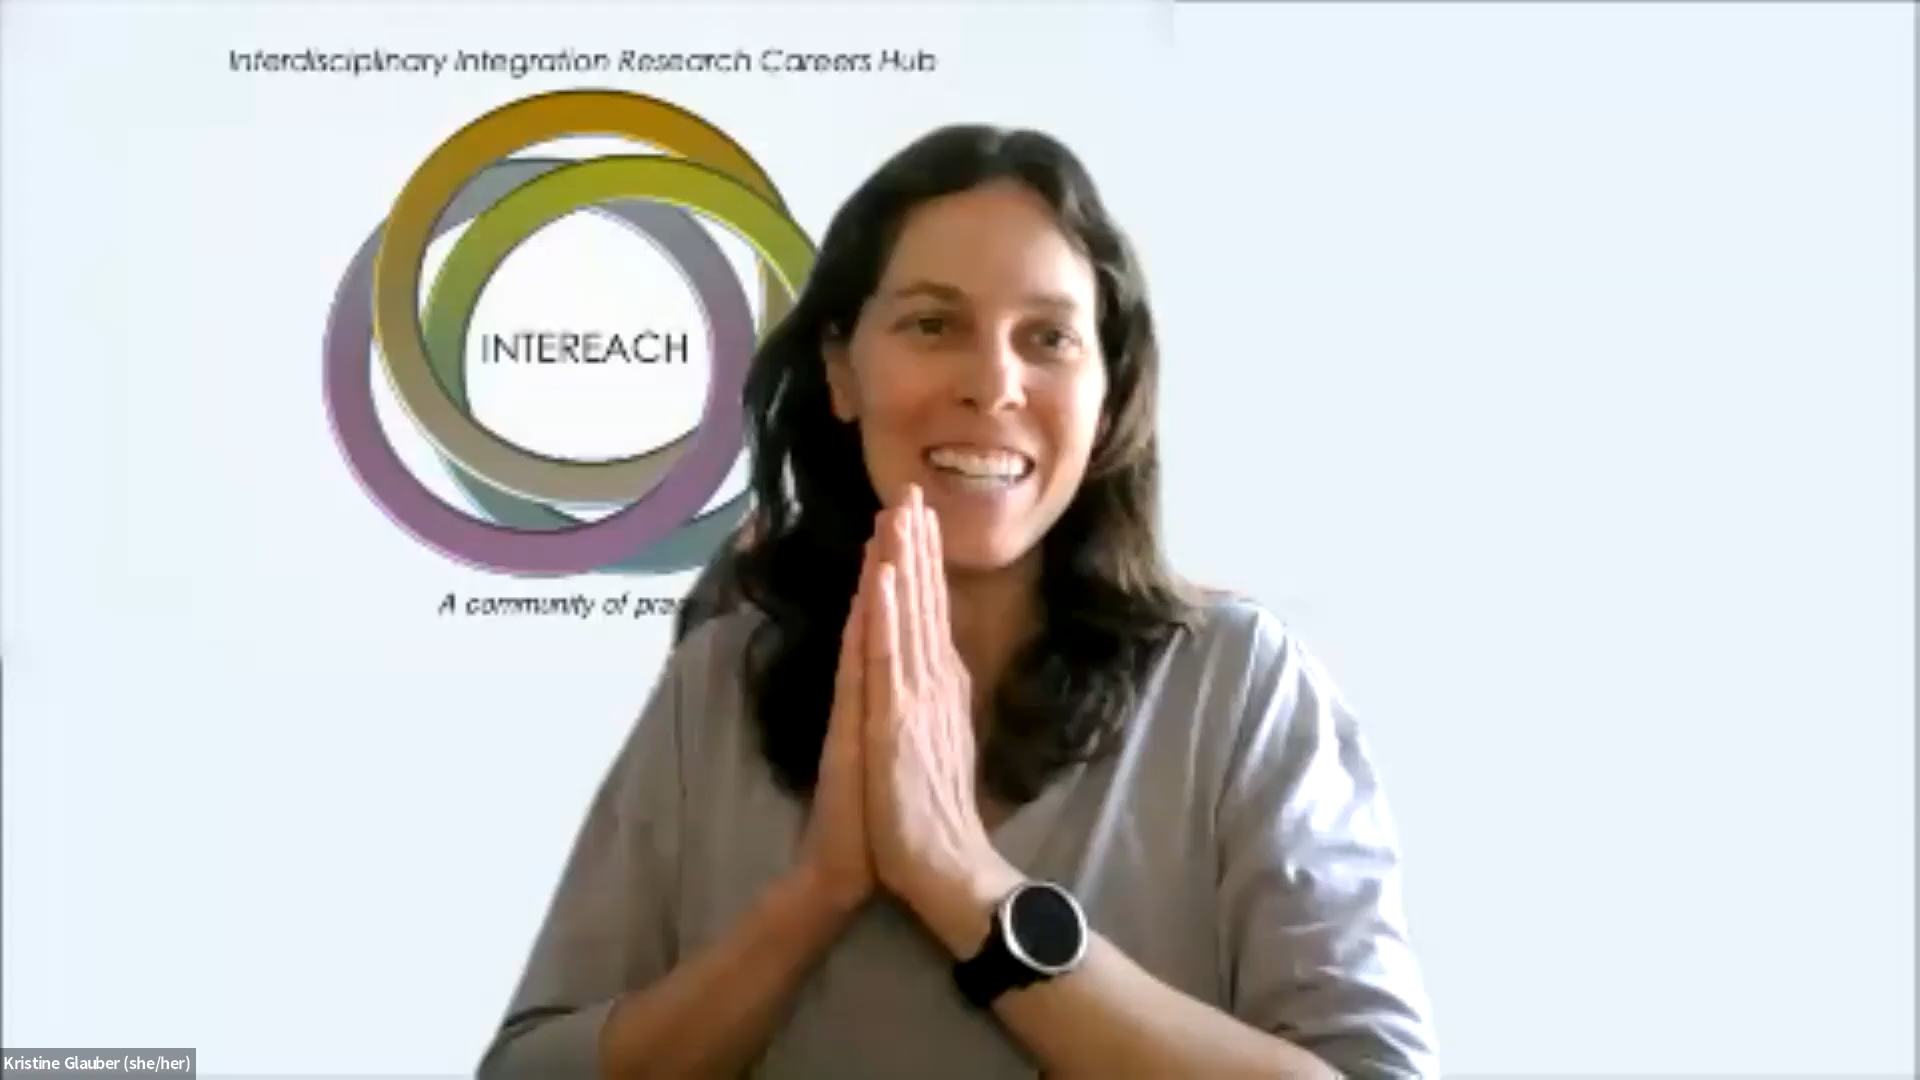 Interdisciplinary Integration Research Careers Hub
INTEREACH
A community of
Kristine Glauber (she/her)